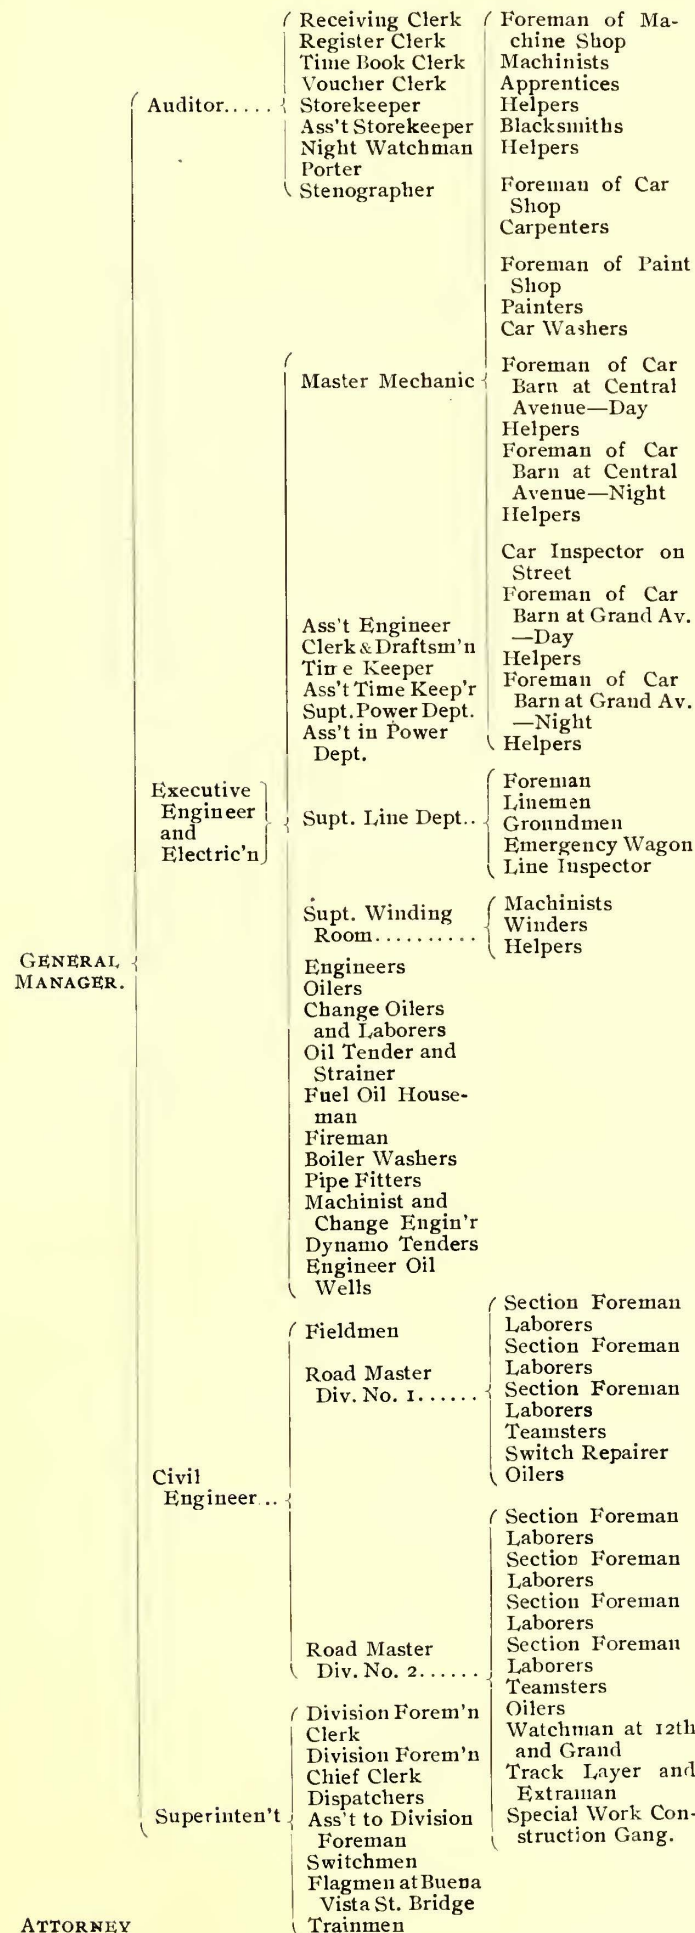 GENERAL
MANAGER.
Auditor.....
Receiving Clerk
Register Clerk
Time Book Clerk
Voucher Clerk
Storekeeper
Ass't Storekeeper
Night Watchman
Porter
Stenographer
Executive
Engineer
and
Electric'n
Master Mechanic
Foreman of Ma-
chine Shop
Machinists
Apprentices
Helpers
Blacksmiths
Helpers
Foreman of Car
Shop
Carpenters
Foreman of Paint
Shop
Painters
Car Washers
Foreman of Car
Barn at Central
Avenue—Day
Helpers
Foreman of Car
Barn at Central
Avenue—Night
Helpers
Car Inspector on
Street
Foreman of Car
Barn at Grand Av.
—Day
Helpers
Foreman of Car
Barn at Grand Av.
—Night
Helpers
Ass't Engineer
Clerk & Draftsm'n
Time Keeper
Ass't Time Keep'r
Supt. Power Dept.
Ass't in Power
Dept.
Supt. Line Dept..
Foreman
Linemen
Groundmen
Emergency Wagon
Line Inspector
Supt. Winding
Room..........
Machinists
Winders
Helpers
Engineers
Oilers
Change Oilers
and Laborers
Oil Tender and
Strainer
Fuel Oil House-
man
Fireman
Boiler Washers
Pipe Fitters
Machinist and
Change Engin'r
Dynamo Tenders
Engineer Oil
Wells
Civil
Engineer...
Fieldmen
Road Master
Div. No. 1......
Section Foreman
Laborers
Section Foreman
Laborers
Section Foreman
Laborers
Teamsters
Switch Repairer
Oilers
Road Master
Div. No. 2......
Section Foreman
Laborers
Section Foreman
Laborers
Section Foreman
Laborers
Section Foreman
Laborers
Teamsters
Oilers
Watchman at 12th
and Grand
Track Layer and
Extraman
Special Work Con-
struction Gang.
Superinten't
Division Forem'n
Clerk
Division Forem'n
Chief Clerk
Dispatchers
Ass't to Division
Foreman
Switchmen
Flagmen at Buena
Vista St. Bridge
Trainmen
ATTORNEY